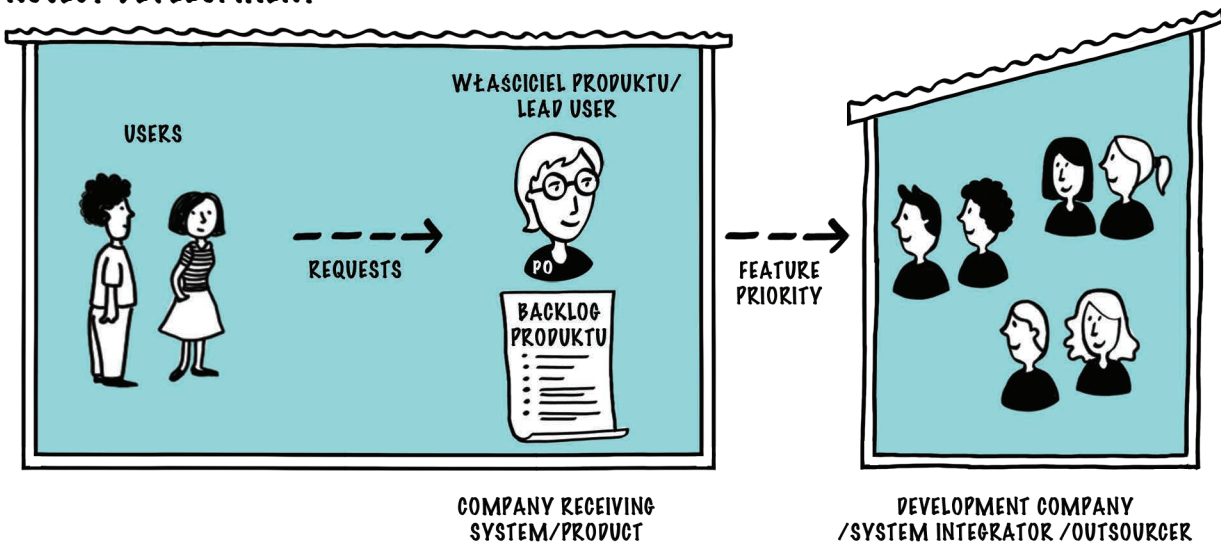 USERS
WŁAŚCICIEL PRODUKTU/
LEAD USER
REQUESTS
PO
BACKLOG
PRODUKTU
FEATURE
PRIORITY
COMPANY RECEIVING
SYSTEM/PRODUCT
DEVELOPMENT COMPANY
/SYSTEM INTEGRATOR /OUTSOURCER